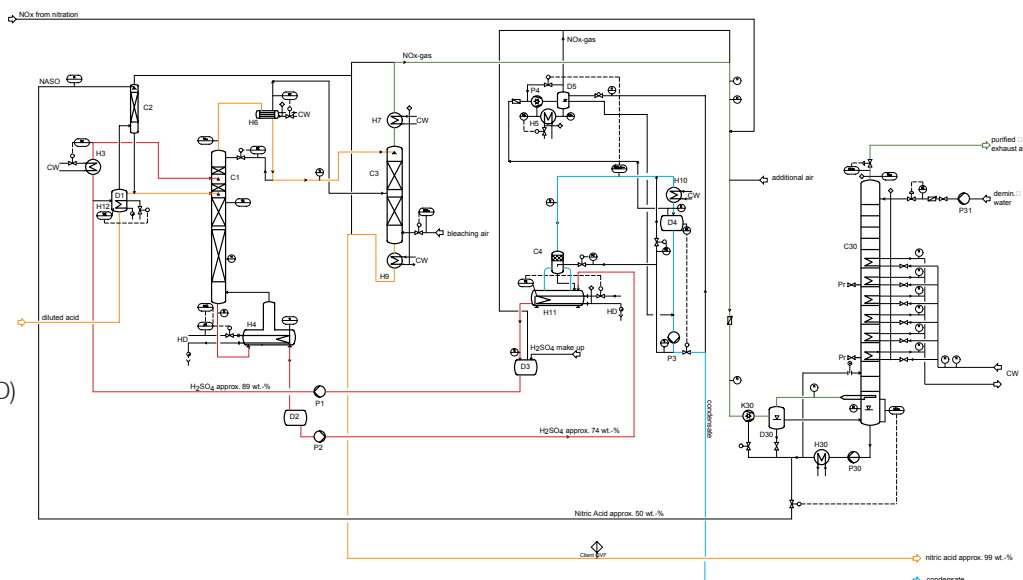 NOx from nitration
NOx-gas
NOx-gas
P4
D5
NASO
C2
H6
CW
H5
H7
CW
purified
exhaust a
H3
CW
C1
C3
H10
CW
additional air
demin.
water
P31
D1
H12
D4
bleaching air
C4
C30
H9
CW
H11
HD
Pr
diluted acid
H4
HD
H₂SO₄ make up
P3
Pr
D3
CW
H₂SO₄ approx. 89 wt.-%
P1
D)
condensate
K30
D2
P2
H₂SO₄ approx. 74 wt.-%
D30
H30
P30
Nitric Acid approx. 50 wt.-%
Client GVF
nitric acid approx. 99 wt.-%
condensate